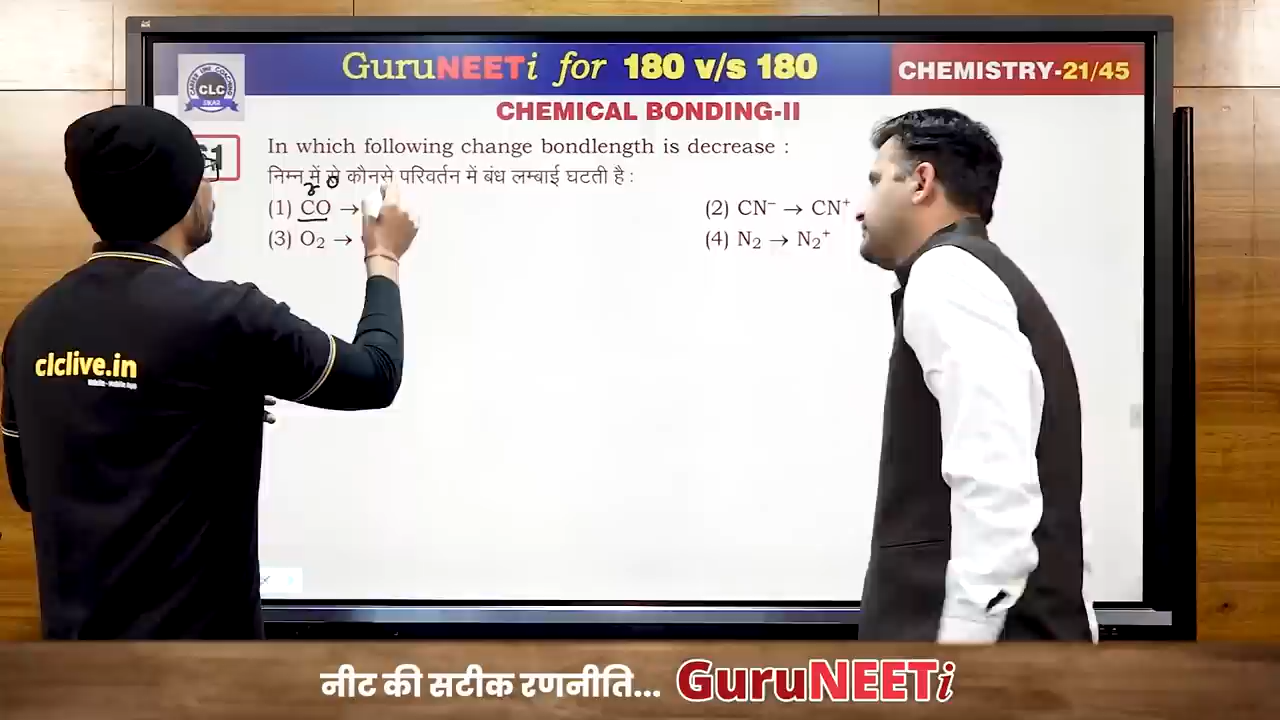 GuruNEETi for 180 v/s 180
CHEMISTRY-21/45
CLC
SIKAR
CHEMICAL BONDING-II
In which following change bondlength is decrease :
निम्न में से कौनसे परिवर्तन में बंध लम्बाई घटती है :
(1) CO →
(2) CN⁻ → CN⁺
(3) O₂ →
(4) N₂ → N₂⁺
clclive.in
नीट की सटीक रणनीति... GuruNEETi